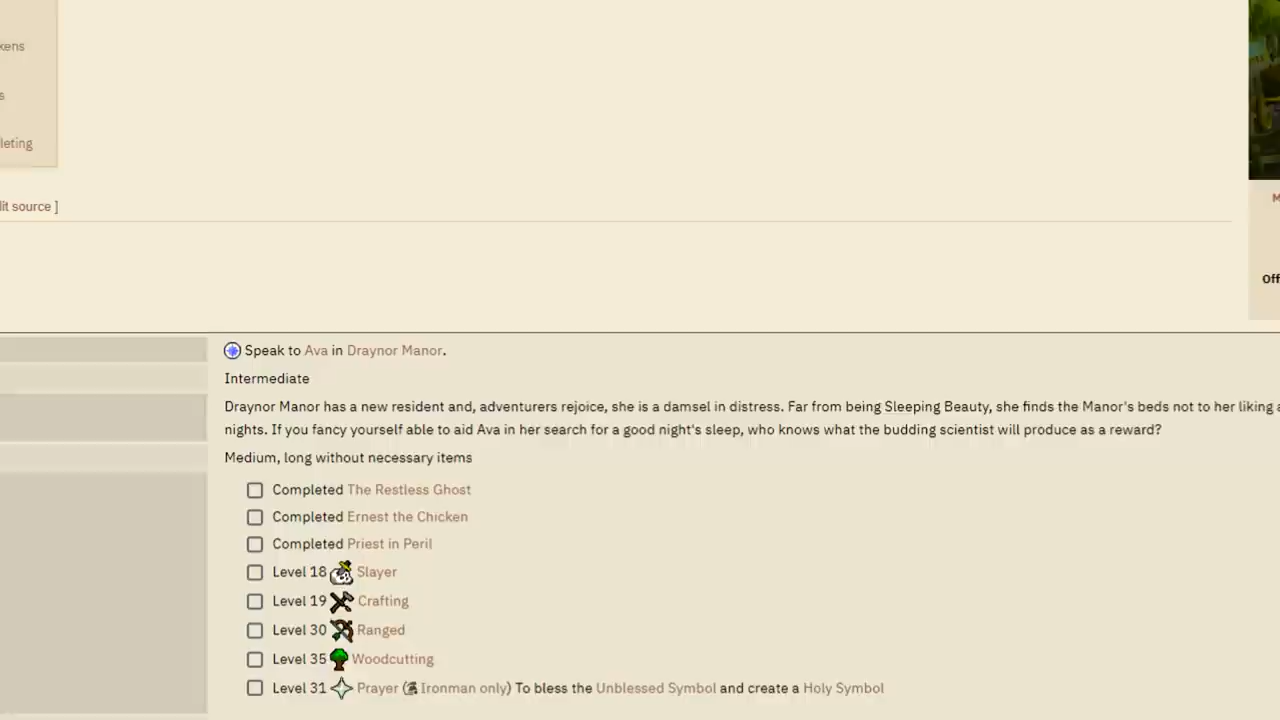 kens
s
leting
lit source ]
M
Off
Speak to Ava in Draynor Manor.
Intermediate
Draynor Manor has a new resident and, adventurers rejoice, she is a damsel in distress. Far from being Sleeping Beauty, she finds the Manor's beds not to her liking a
nights. If you fancy yourself able to aid Ava in her search for a good night's sleep, who knows what the budding scientist will produce as a reward?
Medium, long without necessary items
Completed The Restless Ghost
Completed Ernest the Chicken
Completed Priest in Peril
Level 18 Slayer
Level 19 Crafting
Level 30 Ranged
Level 35 Woodcutting
Level 31 Prayer (Ironman only) To bless the Unblessed Symbol and create a Holy Symbol